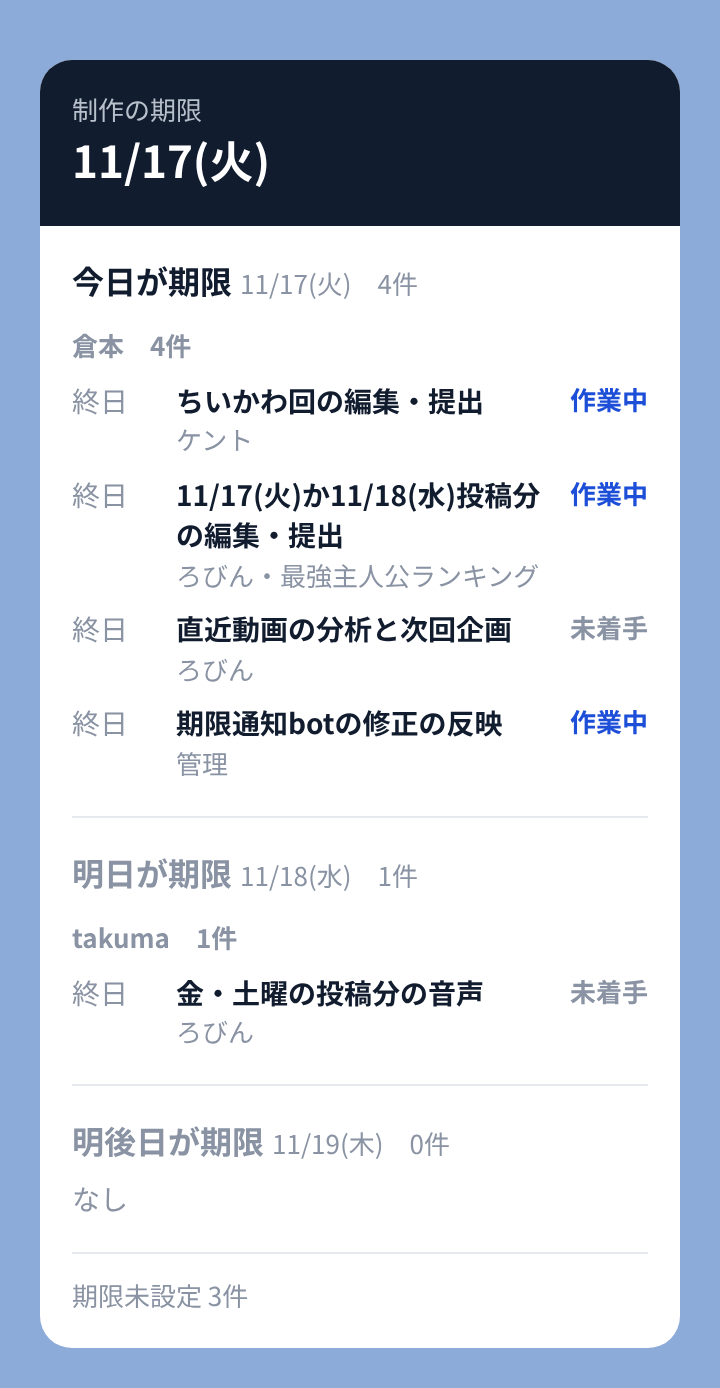 制作の期限
11/17(火)
今日が期限 11/17(火) 4件
倉本 4件
終日 ちいかわ回の編集・提出 作業中
ケント
終日 11/17(火)か11/18(水)投稿分 作業中
の編集・提出
ろびん・最強主人公ランキング
終日 直近動画の分析と次回企画 未着手
ろびん
終日 期限通知botの修正の反映 作業中
管理
明日が期限 11/18(水) 1件
takuma 1件
終日 金・土曜の投稿分の音声 未着手
ろびん
明後日が期限 11/19(木) 0件
なし
期限未設定 3件